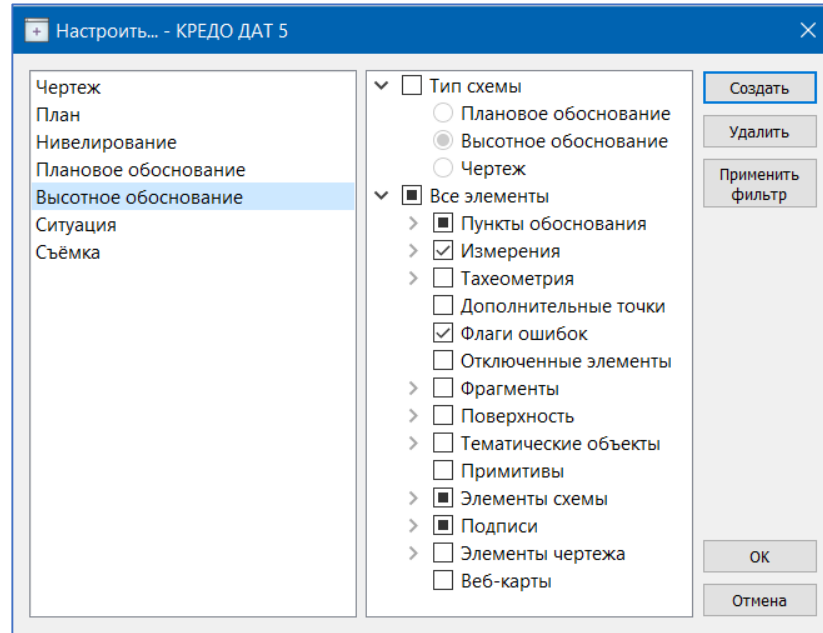 Настроить... - КРЕДО ДАТ 5
Чертеж
План
Нивелирование
Плановое обоснование
Высотное обоснование
Ситуация
Съёмка
Тип схемы
Плановое обоснование
Высотное обоснование
Чертеж
Все элементы
Пункты обоснования
Измерения
Тахеометрия
Дополнительные точки
Флаги ошибок
Отключенные элементы
Фрагменты
Поверхность
Тематические объекты
Примитивы
Элементы схемы
Подписи
Элементы чертежа
Веб-карты
Создать
Удалить
Применить
фильтр
ОК
Отмена